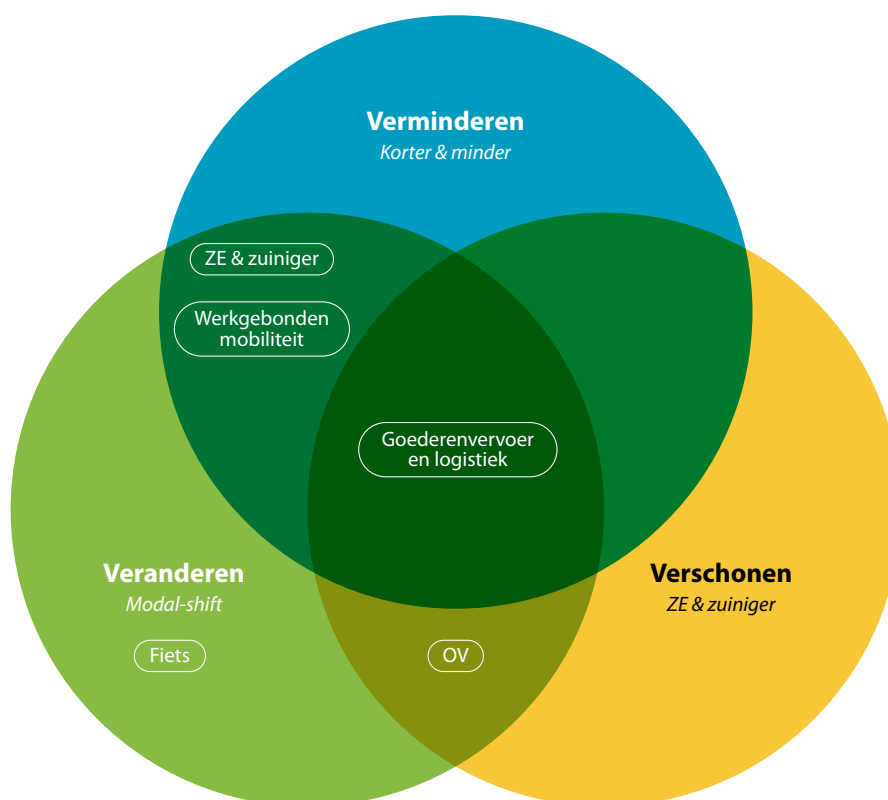 Verminderen
Korter & minder
ZE & zuiniger
Werkgebonden
mobiliteit
Goederenvervoer
en logistiek
Veranderen
Modal-shift
Fiets
OV
Verschonen
ZE & zuiniger